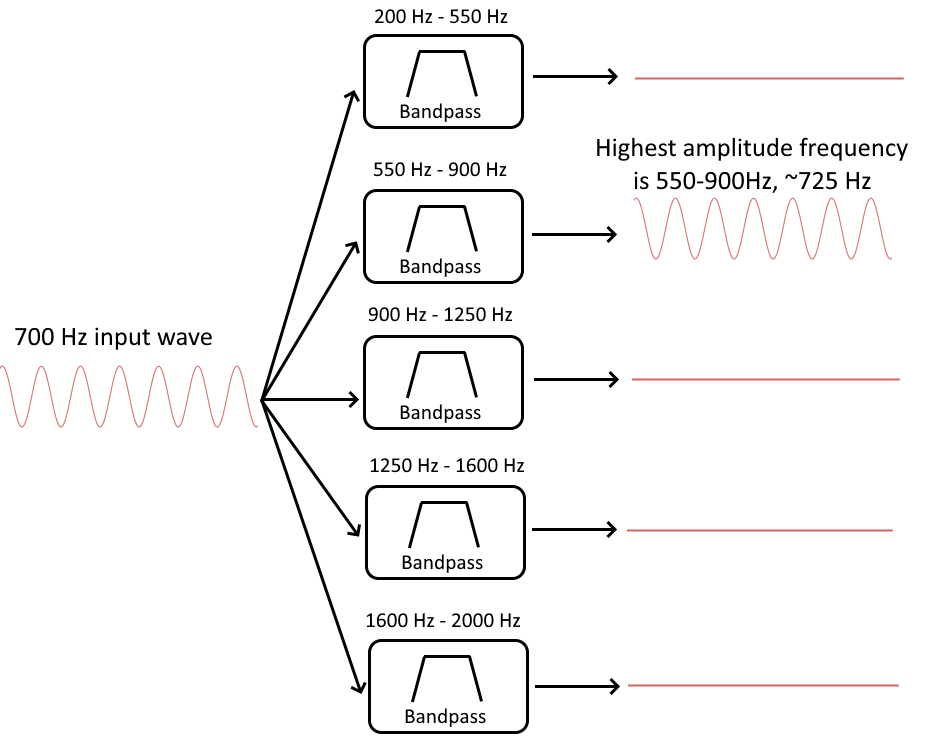 200 Hz - 550 Hz
Bandpass
Highest amplitude frequency
is 550-900Hz, ~725 Hz
550 Hz - 900 Hz
Bandpass
900 Hz - 1250 Hz
700 Hz input wave
Bandpass
1250 Hz - 1600 Hz
Bandpass
1600 Hz - 2000 Hz
Bandpass